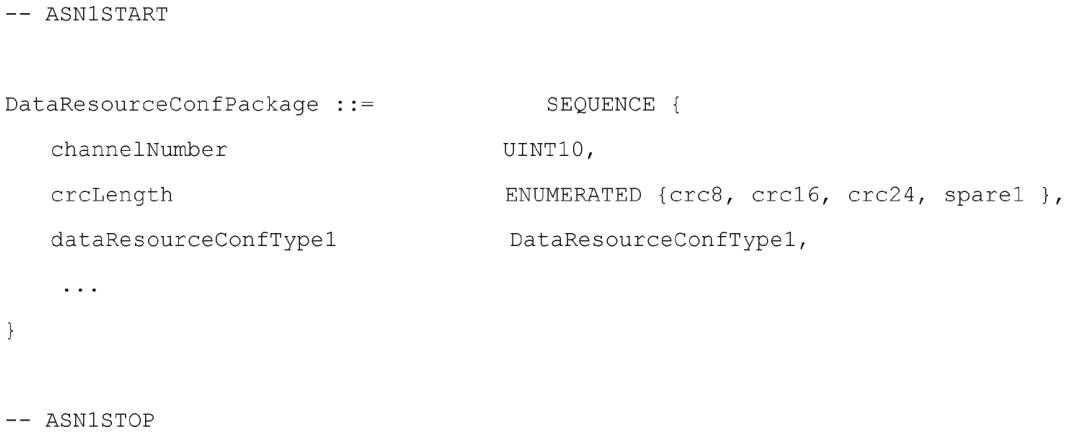 -- ASN1START
DataResourceConfPackage ::= SEQUENCE {
channelNumber UINT10,
crcLength ENUMERATED {crc8, crc16, crc24, spare1 },
dataResourceConfType1 DataResourceConfType1,
...
}
-- ASN1STOP